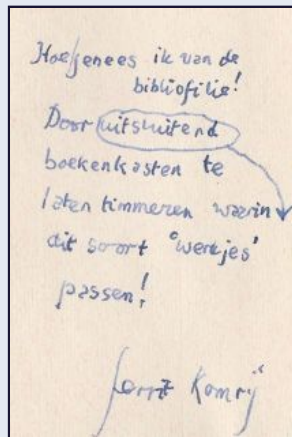 Hoe genees ik van de
bibliofilie!
Door uitsluitend
boekenkasten te
laten timmeren waarin
dit soort 'werkjes'
passen!
Gerrit Komrij